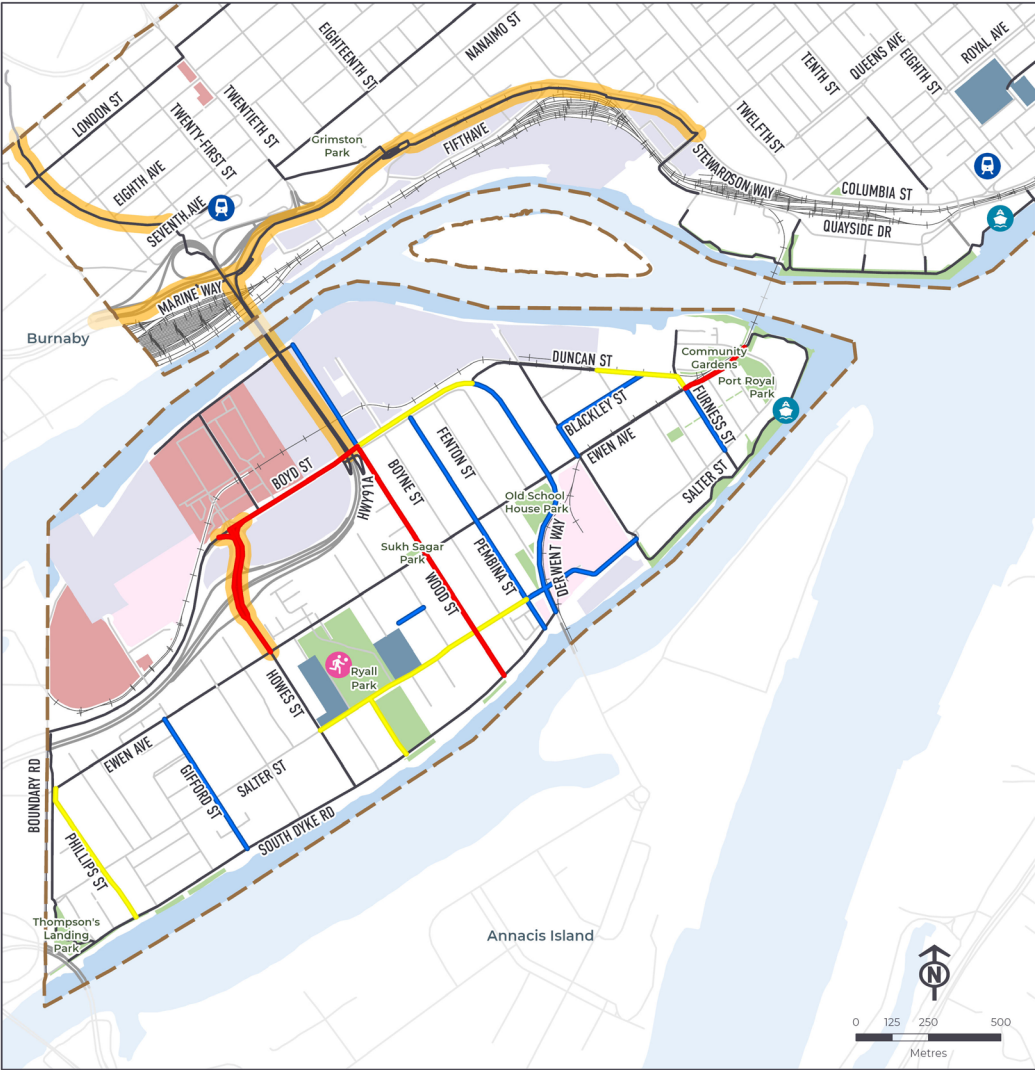 EIGHTEENTH ST
NANAIMO ST
ROYAL AVE
QUEENS AVE
EIGHTH ST
TENTH ST
LONDON ST
TWENTIETH ST
TWENTY-FIRST ST
TWELFTH ST
Grimston
Park
FIFTH AVE
EIGHTH AVE
STEWARDSON WAY
COLUMBIA ST
SEVENTH AVE
QUAYSIDE DR
MARINE WAY
Burnaby
DUNCAN ST
Community
Gardens
Port Royal
Park
BLACKLEY ST
FURNESS ST
EWEN AVE
FENTON ST
BOYNE ST
BOYD ST
HWY91A
SALTER ST
Old School
House Park
DERWENT WAY
Sukh Sagar
Park
PEMBINA ST
WOOD ST
Ryall
Park
HOWES ST
EWEN AVE
GIFFORD ST
SALTER ST
BOUNDARY RD
SOUTH DYKE RD
PHILLIPS ST
Thompson's
Landing
Park
Annacis Island
N
0 125 250 500
Metres